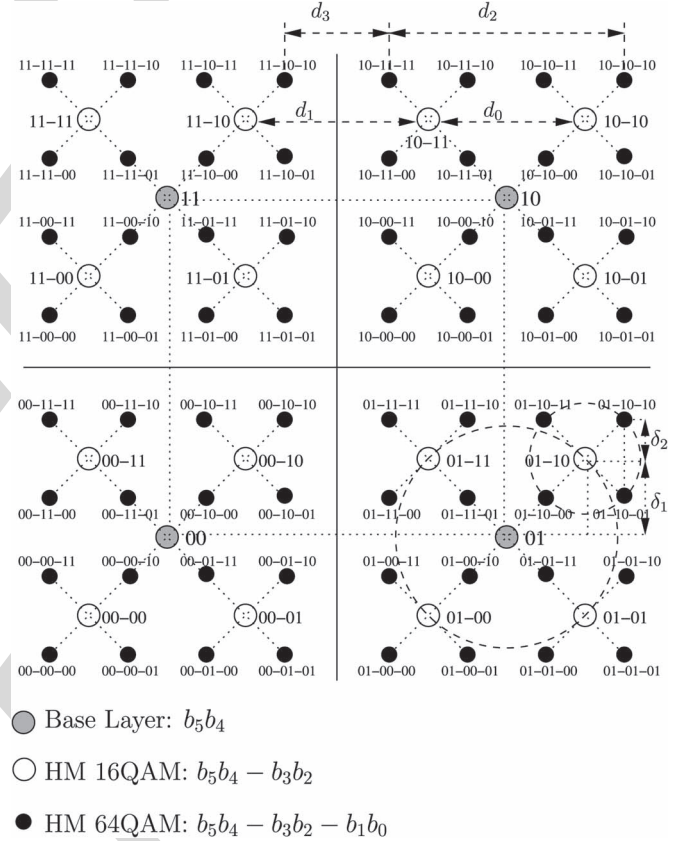 d₃ d₂
11–11–11 11–11–10 11–10–11 11–10–10 10–11–11 10–11–10 10–10–11 10–10–10
11–11 11–10 d₁ d₀ 10–10
10–11
11–11–00 11–11–01 11–10–00 11–10–01 10–11–00 10–11–01 10–10–00 10–10–01
11 10
11–00–11 11–00–10 11–01–11 11–01–10 10–00–11 10–00–10 10–01–11 10–01–10
11–00 11–01 10–00 10–01
11–00–00 11–00–01 11–01–00 11–01–01 10–00–00 10–00–01 10–01–00 10–01–01
00–11–11 00–11–10 00–10–11 00–10–10 01–11–11 01–11–10 01–10–11 01–10–10
δ₂
00–11 00–10 01–11 01–10
δ₁
00–11–00 00–11–01 00–10–00 00–10–01 01–11–00 01–11–01 01–10–00 01–10–01
00 01
00–00–11 00–00–10 00–01–11 00–01–10 01–00–11 01–00–10 01–01–11 01–01–10
00–00 00–01 01–00 01–01
00–00–00 00–00–01 00–01–00 00–01–01 01–00–00 01–00–01 01–01–00 01–01–01
Base Layer: b₅b₄
HM 16QAM: b₅b₄ − b₃b₂
HM 64QAM: b₅b₄ − b₃b₂ − b₁b₀